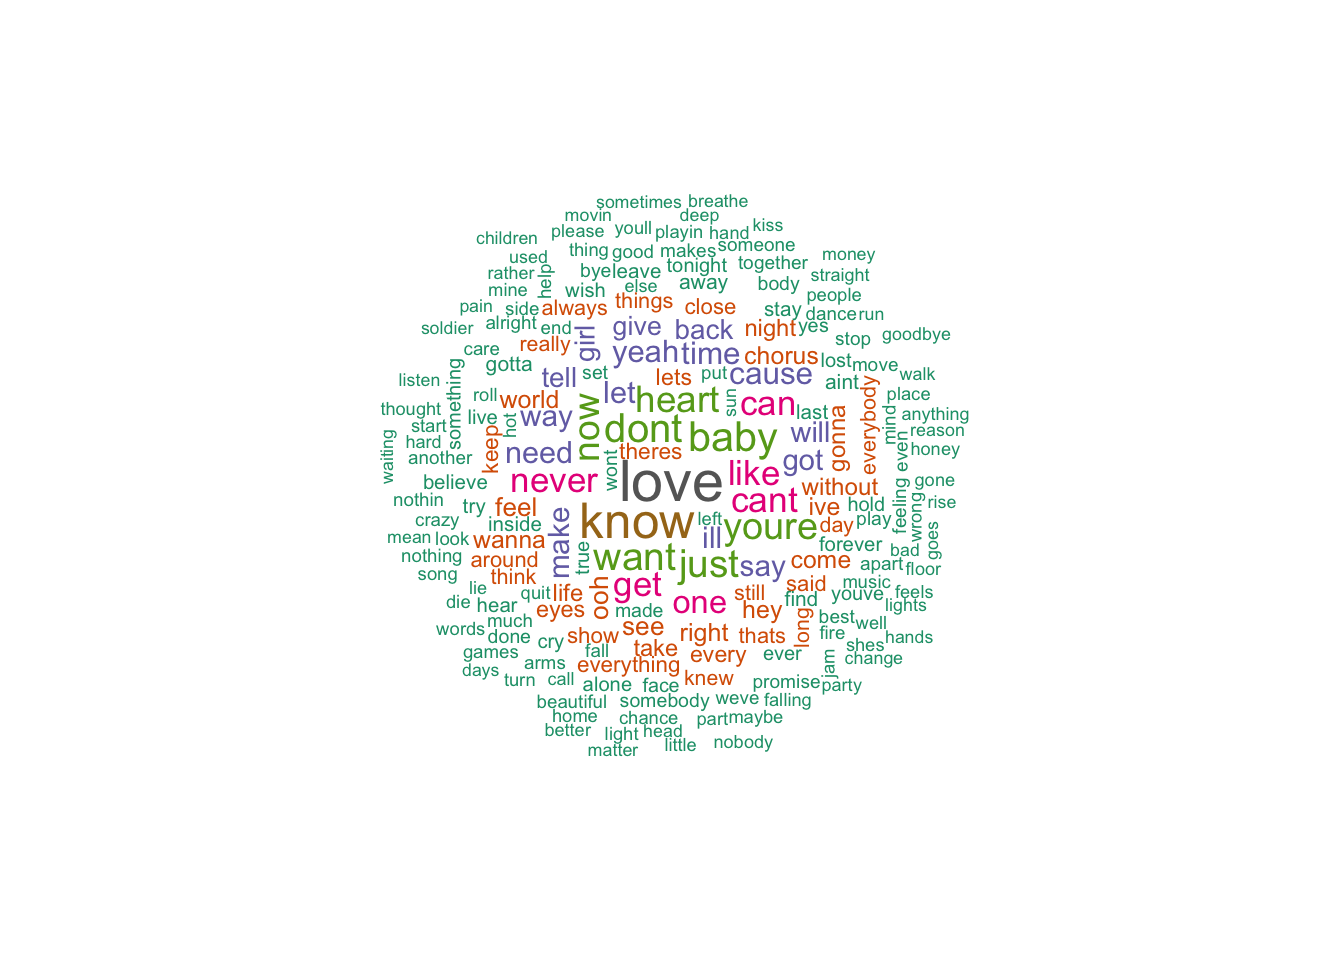 sometimes breathe
movin deep
please youll playin hand kiss
children thing good makes someone
used bye leave tonight together money
rather help else away straight
mine wish body people
pain side always things close stay dance run
soldier alright end girl give back night yes goodbye
care really yeah time chorus stop
gotta tell set lets put cause lost move walk
listen something roll world let heart sun can aint everybody place
thought live hot way now dont baby last will gonna mind anything
start keep need theres got even reason
hard another wont love like honey
waiting believe never cant without feeling gone
nothin try feel know left ive hold wrong rise
crazy inside make youre day play goes
mean look wanna true ill forever bad
nothing around want just say come apart floor
song think get said music feels
lie quit life ooh still find youve lights
die hear eyes made one hey long best well
words much see right fire hands
done cry show fall take thats shes
games arms everything every ever jam change
days turn call alone face knew promise party
beautiful somebody weve falling
home chance part maybe
better light head
matter little nobody